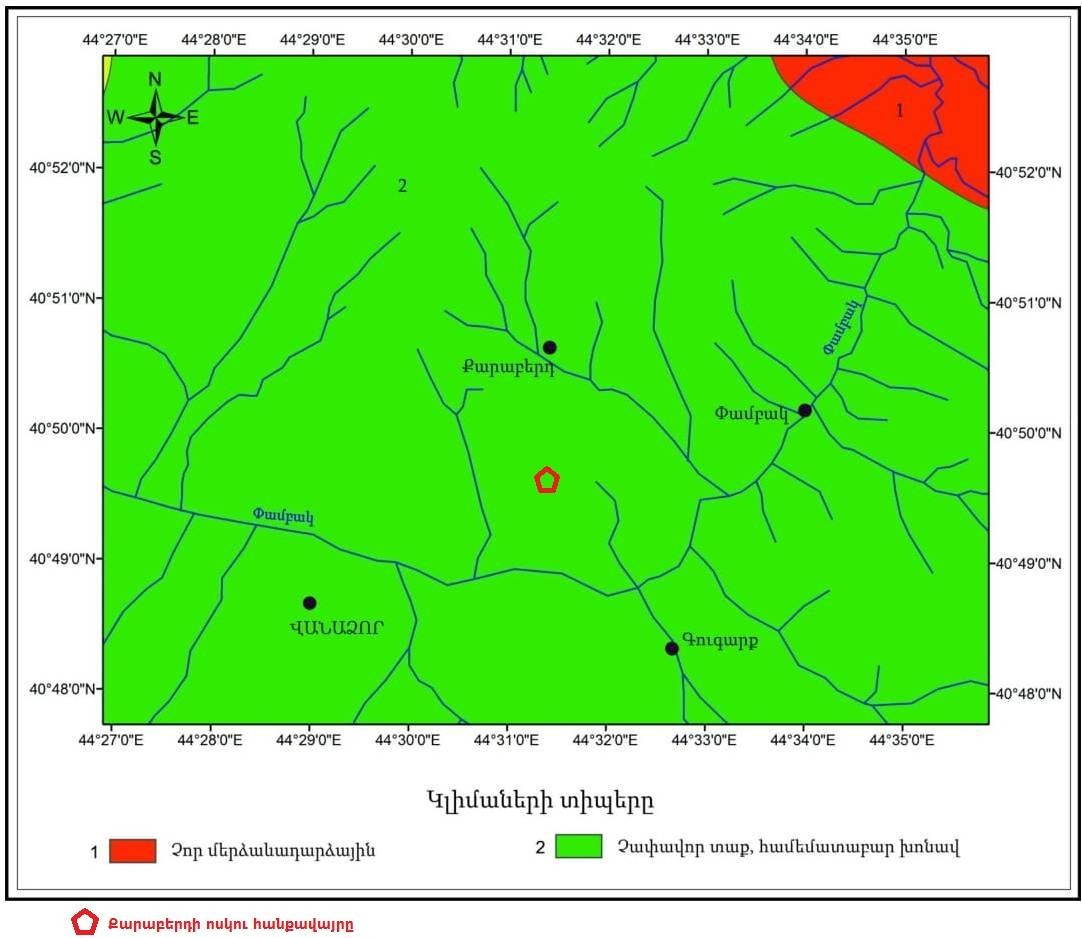 44°27'0"E 44°28'0"E 44°29'0"E 44°30'0"E 44°31'0"E 44°32'0"E 44°33'0"E 44°34'0"E 44°35'0"E
N
W E
S
1
40°52'0"N 40°52'0"N
2
40°51'0"N 40°51'0"N
Փամբակ
Քարաբերդ
Փամբակ
40°50'0"N 40°50'0"N
Փամբակ
40°49'0"N 40°49'0"N
ՎԱՆԱՁՈՐ
Գուգարք
40°48'0"N 40°48'0"N
44°27'0"E 44°28'0"E 44°29'0"E 44°30'0"E 44°31'0"E 44°32'0"E 44°33'0"E 44°34'0"E 44°35'0"E
Կլիմաների տիպերը
1 Չոր մերձաևադարձային 2 Չափավոր տաք, համեմատաբար խոնավ
Քարաբերդի ոսկու հանքավայրը